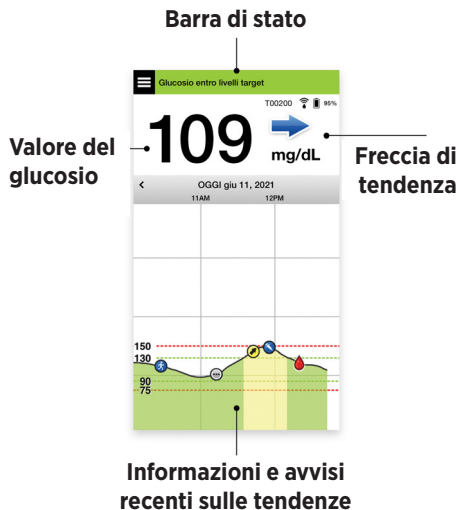 Barra di stato
Glucosio entro livelli target
T00200 95%
109
mg/dL
Valore del
glucosio
Freccia di
tendenza
OGGI giu 11, 2021
11AM 12PM
150
130
90
75
Informazioni e avvisi
recenti sulle tendenze